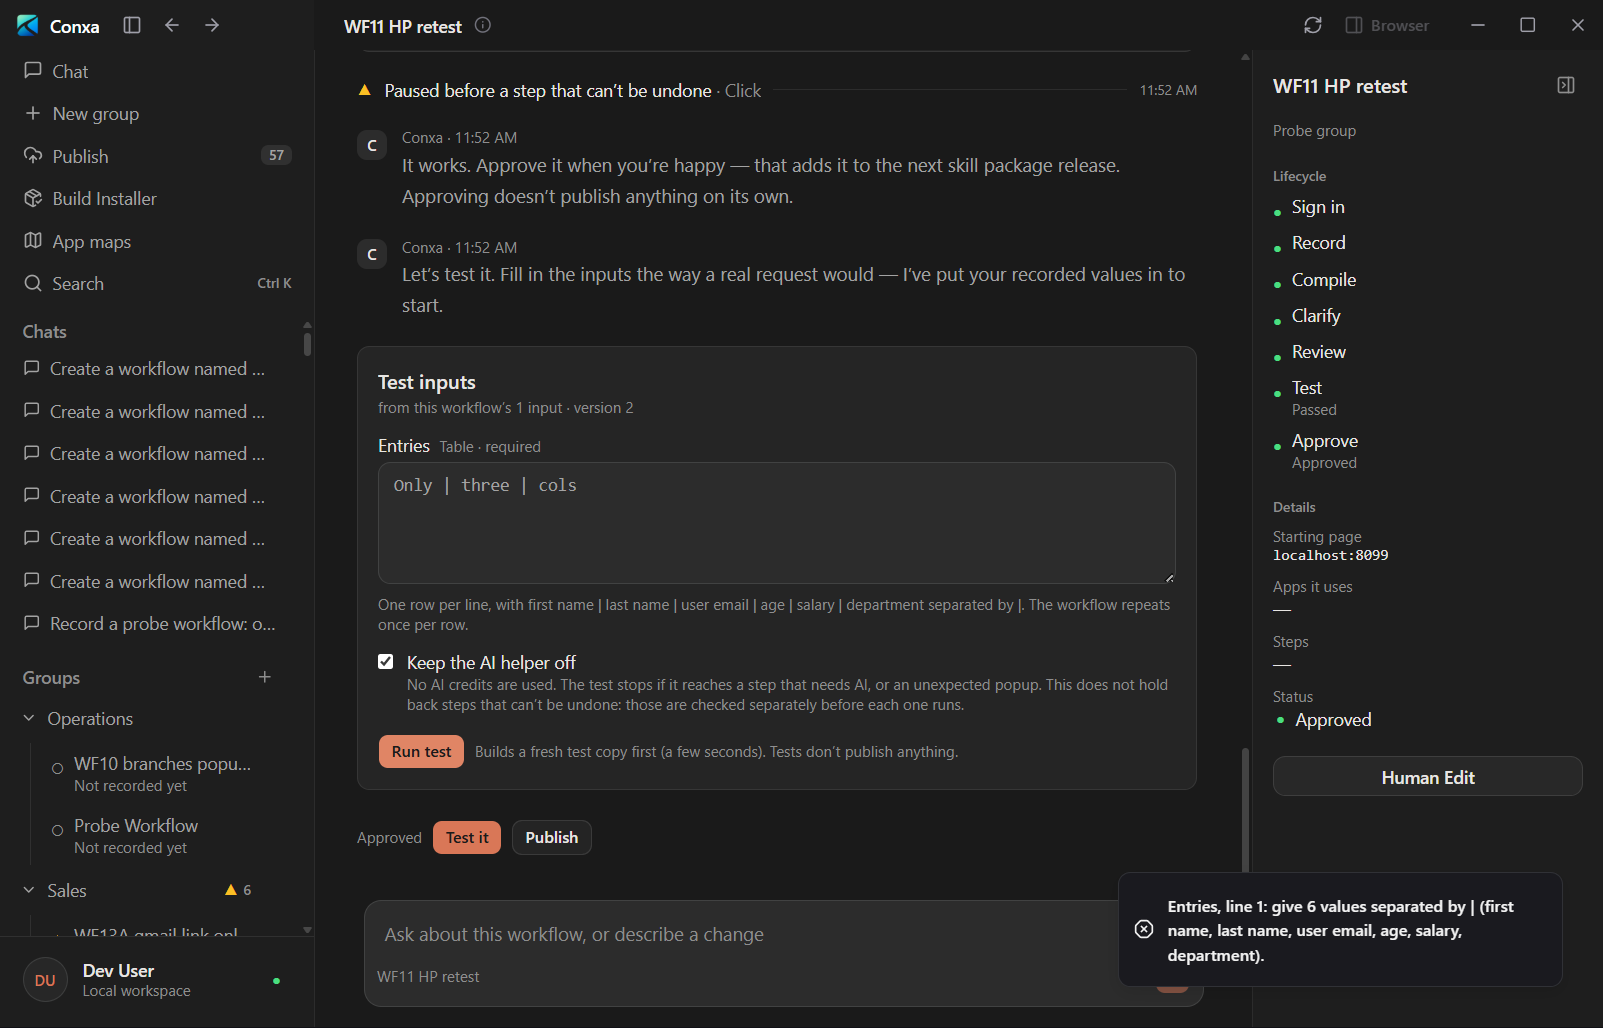 Conxa
Chat
New group
Publish 57
Build Installer
App maps
Search Ctrl K
Chats
Create a workflow named ...
Create a workflow named ...
Create a workflow named ...
Create a workflow named ...
Create a workflow named ...
Create a workflow named ...
Record a probe workflow: o...
Groups
Operations
WF10 branches popu...
Not recorded yet
Probe Workflow
Not recorded yet
Sales 6
WF13A gmail link onl
DU
Dev User
Local workspace
WF11 HP retest
Browser
Paused before a step that can’t be undone · Click 11:52 AM
C
Conxa · 11:52 AM
It works. Approve it when you’re happy — that adds it to the next skill package release.
Approving doesn’t publish anything on its own.
C
Conxa · 11:52 AM
Let’s test it. Fill in the inputs the way a real request would — I’ve put your recorded values in to
start.
Test inputs
from this workflow’s 1 input · version 2
Entries Table · required
Only | three | cols
One row per line, with first name | last name | user email | age | salary | department separated by |. The workflow repeats
once per row.
Keep the AI helper off
No AI credits are used. The test stops if it reaches a step that needs AI, or an unexpected popup. This does not hold
back steps that can’t be undone: those are checked separately before each one runs.
Run test Builds a fresh test copy first (a few seconds). Tests don’t publish anything.
Approved Test it Publish
Ask about this workflow, or describe a change
WF11 HP retest
WF11 HP retest
Probe group
Lifecycle
Sign in
Record
Compile
Clarify
Review
Test
Passed
Approve
Approved
Details
Starting page
localhost:8099
Apps it uses
—
Steps
—
Status
Approved
Human Edit
Entries, line 1: give 6 values separated by | (first
name, last name, user email, age, salary,
department).